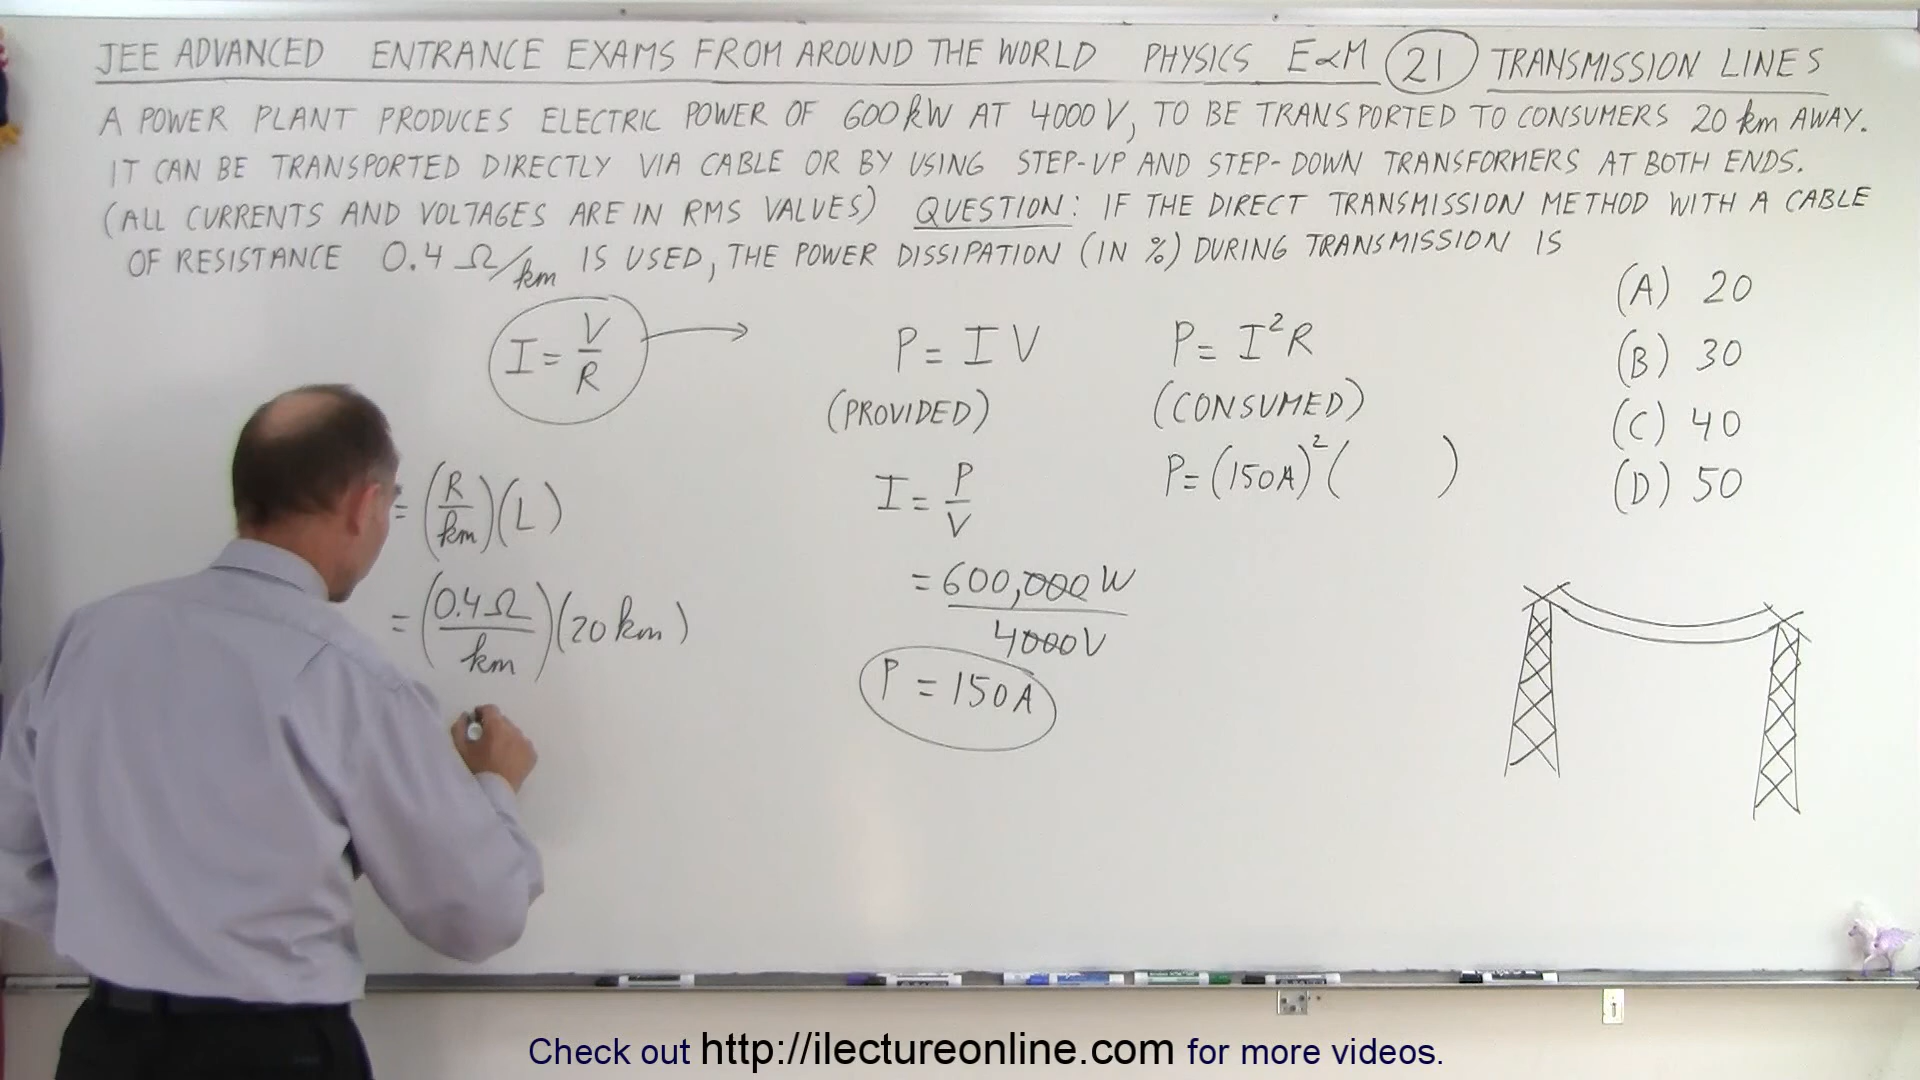 JEE ADVANCED ENTRANCE EXAMS FROM AROUND THE WORLD PHYSICS E&M 21 TRANSMISSION LINES
A POWER PLANT PRODUCES ELECTRIC POWER OF 600 kW AT 4000 V, TO BE TRANSPORTED TO CONSUMERS 20 km AWAY.
IT CAN BE TRANSPORTED DIRECTLY VIA CABLE OR BY USING STEP-UP AND STEP-DOWN TRANSFORMERS AT BOTH ENDS.
(ALL CURRENTS AND VOLTAGES ARE IN RMS VALUES) QUESTION: IF THE DIRECT TRANSMISSION METHOD WITH A CABLE
OF RESISTANCE 0.4 Ω/km IS USED, THE POWER DISSIPATION (IN %) DURING TRANSMISSION IS
(A) 20
(B) 30
(C) 40
(D) 50
I = V/R
= (R/km)(L)
= (0.4Ω/km)(20 km)
P = IV
(PROVIDED)
I = P/V
= 600,000 W / 4000 V
P = 150A
P = I²R
(CONSUMED)
P = (150A)²( )
Check out http://ilectureonline.com for more videos.